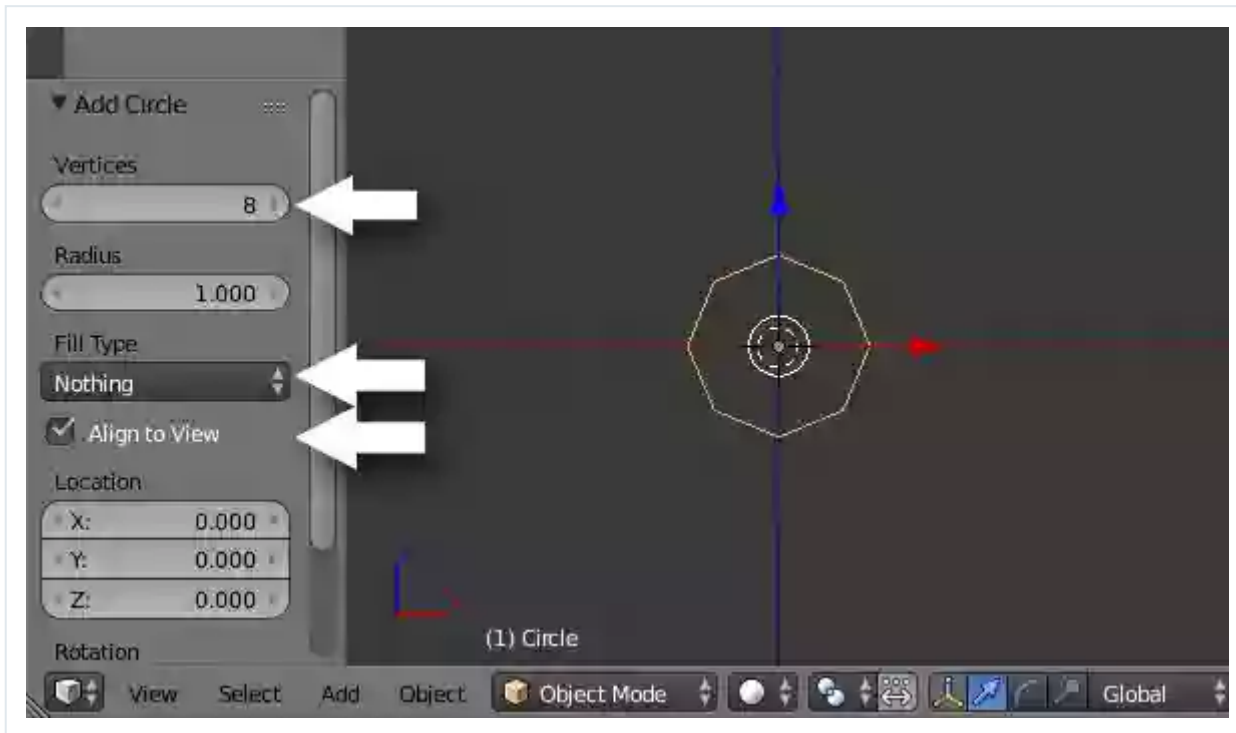 Add Circle
Vertices
8
Radius
1.000
Fill Type
Nothing
Align to View
Location
X: 0.000
Y: 0.000
Z: 0.000
Rotation
(1) Circle
View Select Add Object Object Mode Global